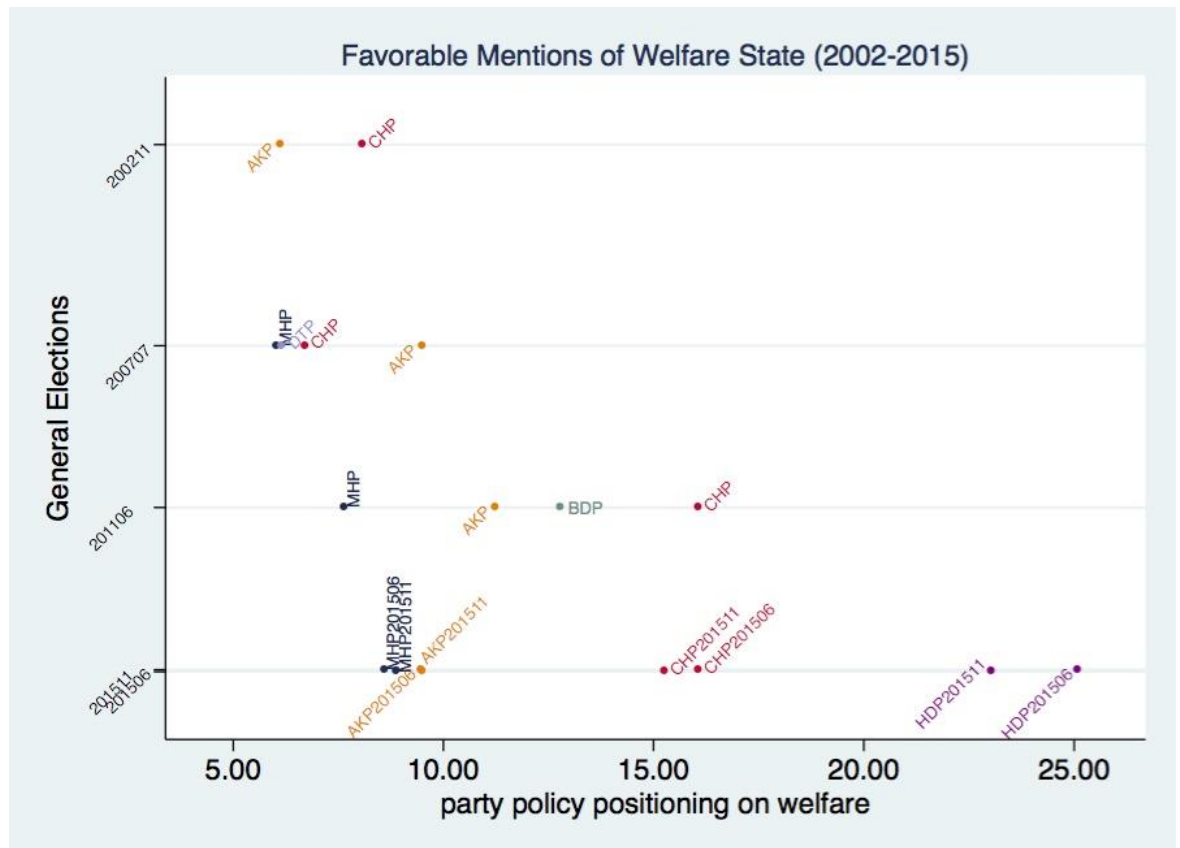 Favorable Mentions of Welfare State (2002-2015)
General Elections
200211
AKP
CHP
200707
MHP
DTP
CHP
AKP
201106
MHP
AKP
BDP
CHP
201511
201506
MHP201506
MHP201511
AKP201506
AKP201511
CHP201511
CHP201506
HDP201511
HDP201506
5.00 10.00 15.00 20.00 25.00
party policy positioning on welfare